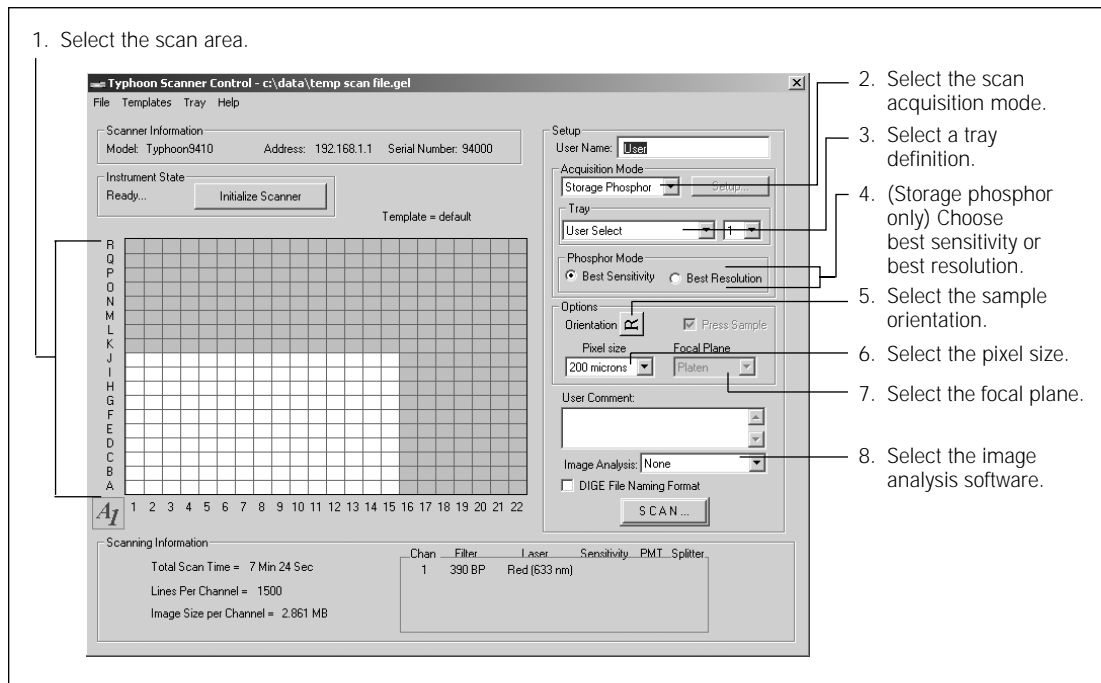 1. Select the scan area.
Typhoon Scanner Control - c:\data\temp scan file.gel
File Templates Tray Help
Scanner Information
Model: Typhoon9410 Address: 192.168.1.1 Serial Number: 94000
Instrument State
Ready... Initialize Scanner
Template = default
R
Q
P
O
N
M
L
K
J
I
H
G
F
E
D
C
B
A
A1
1 2 3 4 5 6 7 8 9 10 11 12 13 14 15 16 17 18 19 20 21 22
Setup
User Name: User
Acquisition Mode
Storage Phosphor Setup...
Tray
User Select 1
Phosphor Mode
Best Sensitivity Best Resolution
Options
Orientation R Press Sample
Pixel size Focal Plane
200 microns Platen
User Comment:
Image Analysis: None
DIGE File Naming Format
SCAN...
Scanning Information
Total Scan Time = 7 Min 24 Sec
Lines Per Channel = 1500
Image Size per Channel = 2.861 MB
Chan Filter Laser Sensitivity PMT Splitter
1 390 BP Red (633 nm)
2. Select the scan
acquisition mode.
3. Select a tray
definition.
4. (Storage phosphor
only) Choose
best sensitivity or
best resolution.
5. Select the sample
orientation.
6. Select the pixel size.
7. Select the focal plane.
8. Select the image
analysis software.